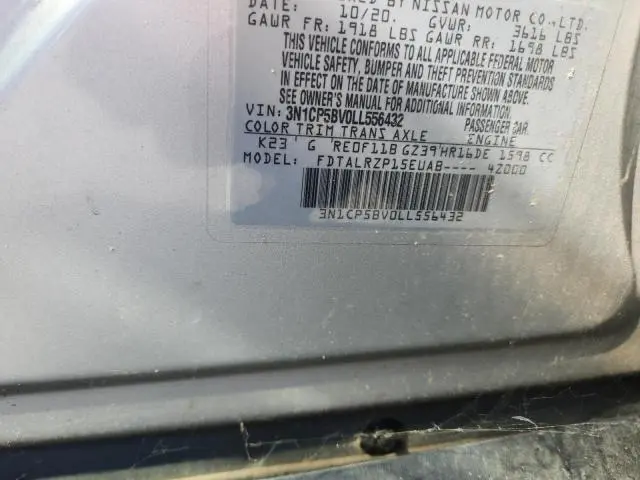 BY NISSAN MOTOR CO.,LTD.
DATE: 10/20. GVWR: 3616 LBS
GAWR FR: 1918 LBS GAWR RR: 1698 LBS
THIS VEHICLE CONFORMS TO ALL APPLICABLE FEDERAL MOTOR
VEHICLE SAFETY, BUMPER AND THEFT PREVENTION STANDARDS
IN EFFECT ON THE DATE OF MANUFACTURE SHOWN ABOVE.
SEE OWNER'S MANUAL FOR ADDITIONAL INFORMATION.
VIN: 3N1CP5BV0LL556432 PASSENGER CAR.
COLOR TRIM TRANS AXLE ENGINE
K23 G RE0F11B GZ39 HR16DE 1598 CC
MODEL: FDTALRZP15EUAB---- 4Z000
3N1CP5BV0LL556432